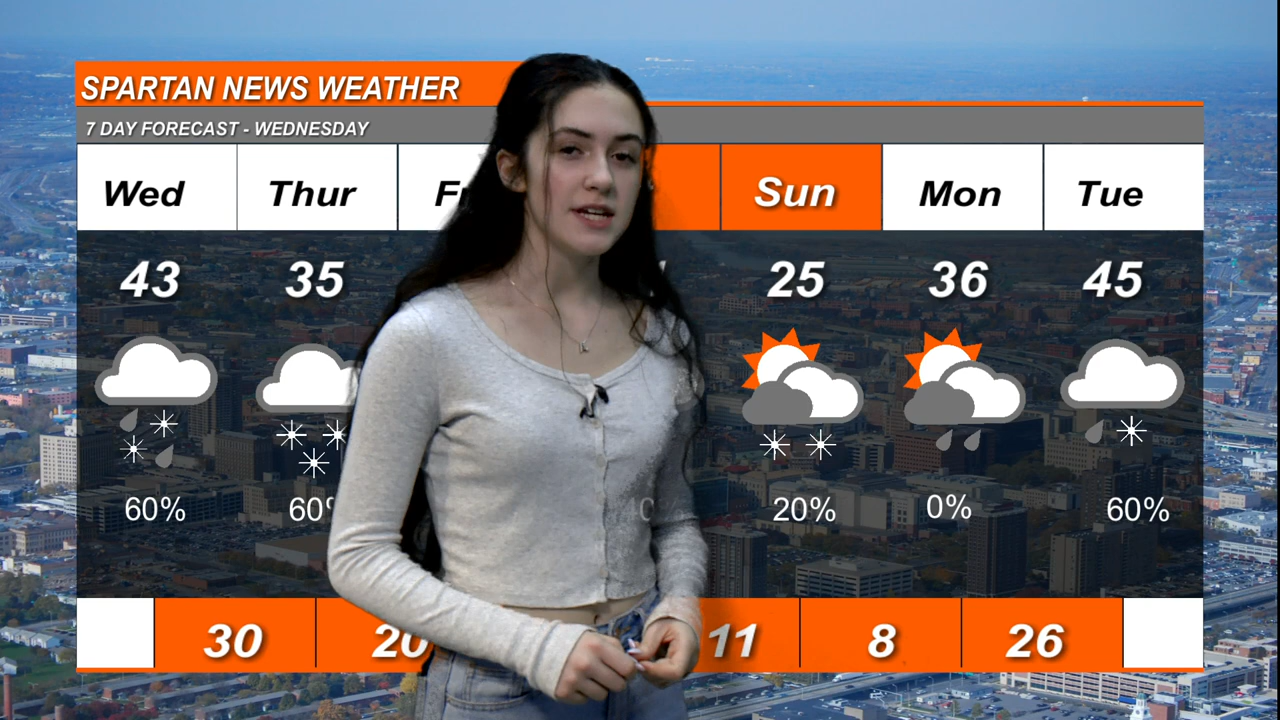 SPARTAN NEWS WEATHER
7 DAY FORECAST - WEDNESDAY
Wed Thur Sun Mon Tue
43 35 25 36 45
60% 20% 0% 60%
30 20 11 8 26